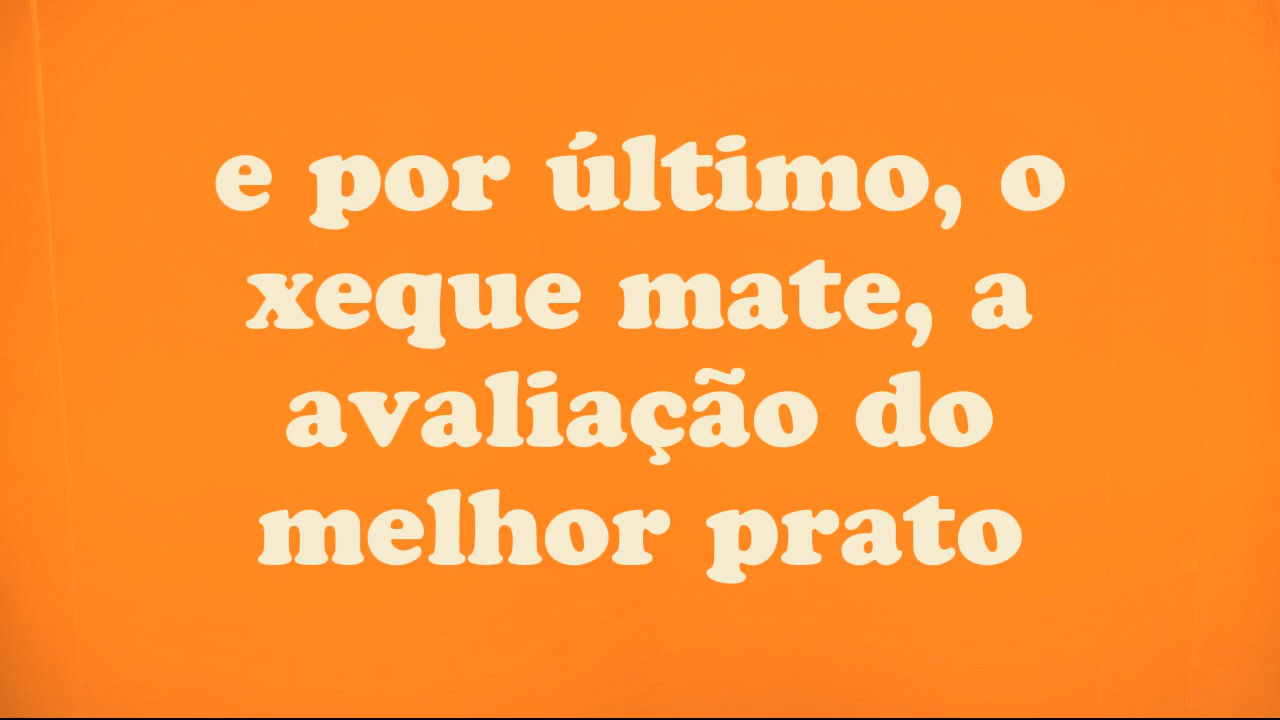 e por último, o
xeque mate, a
avaliação do
melhor prato